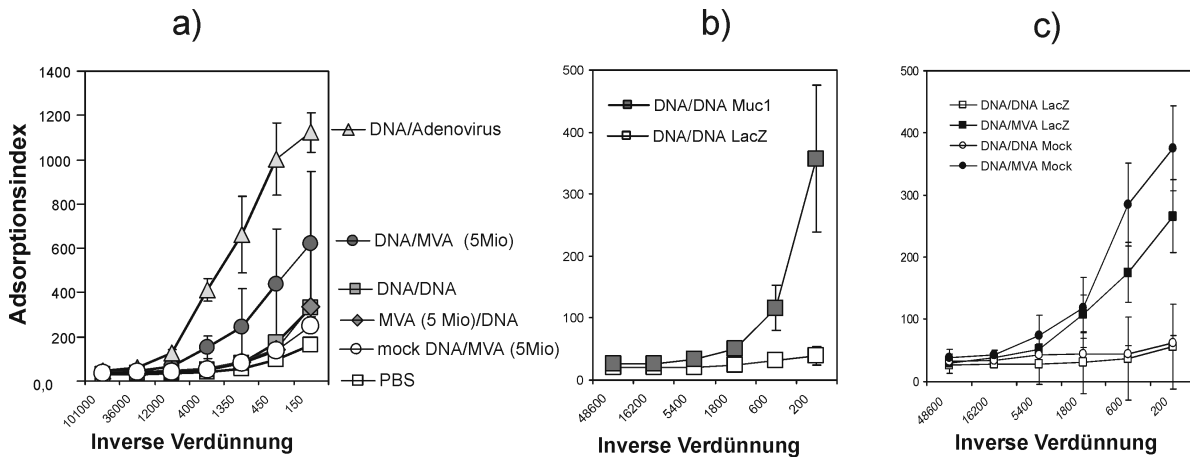 a)
Adsorptionsindex
1400
1200
1000
800
600
400
200
0,0
101000
36000
12000
4000
1350
450
150
Inverse Verdünnung
DNA/Adenovirus
DNA/MVA (5Mio)
DNA/DNA
MVA (5 Mio)/DNA
mock DNA/MVA (5Mio)
PBS
b)
500
400
300
200
100
0
DNA/DNA Muc1
DNA/DNA LacZ
48600
16200
5400
1800
600
200
Inverse Verdünnung
c)
500
400
300
200
100
0
DNA/DNA LacZ
DNA/MVA LacZ
DNA/DNA Mock
DNA/MVA Mock
48600
16200
5400
1800
600
200
Inverse Verdünnung